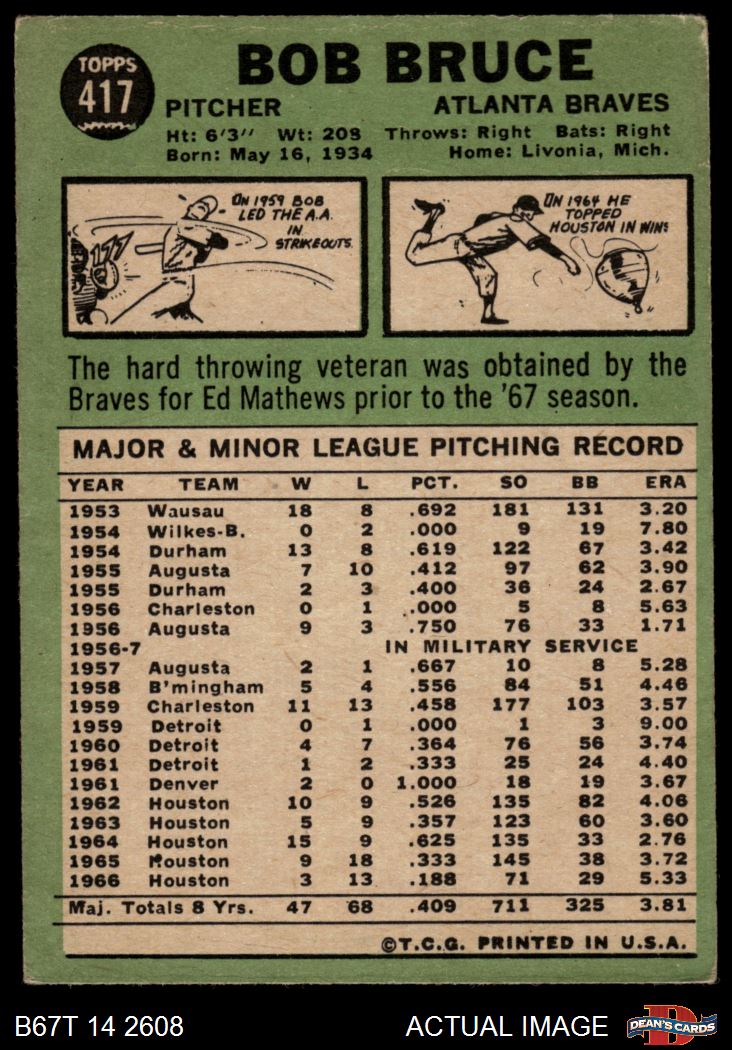 TOPPS
417
BOB BRUCE
PITCHER ATLANTA BRAVES
Ht: 6'3" Wt: 208 Throws: Right Bats: Right
Born: May 16, 1934 Home: Livonia, Mich.
ON 1959 BOB
LED THE A.A.
IN
STRIKEOUTS.
177
IN 1964 HE
TOPPED
HOUSTON IN WINS
The hard throwing veteran was obtained by the
Braves for Ed Mathews prior to the '67 season.
MAJOR & MINOR LEAGUE PITCHING RECORD
YEAR TEAM W L PCT. SO BB ERA
1953 Wausau 18 8 .692 181 131 3.20
1954 Wilkes-B. 0 2 .000 9 19 7.80
1954 Durham 13 8 .619 122 67 3.42
1955 Augusta 7 10 .412 97 62 3.90
1955 Durham 2 3 .400 36 24 2.67
1956 Charleston 0 1 .000 5 8 5.63
1956 Augusta 9 3 .750 76 33 1.71
1956-7 IN MILITARY SERVICE
1957 Augusta 2 1 .667 10 8 5.28
1958 B'mingham 5 4 .556 84 51 4.46
1959 Charleston 11 13 .458 177 103 3.57
1959 Detroit 0 1 .000 1 3 9.00
1960 Detroit 4 7 .364 76 56 3.74
1961 Detroit 1 2 .333 25 24 4.40
1961 Denver 2 0 1.000 18 19 3.67
1962 Houston 10 9 .526 135 82 4.06
1963 Houston 5 9 .357 123 60 3.60
1964 Houston 15 9 .625 135 33 2.76
1965 Houston 9 18 .333 145 38 3.72
1966 Houston 3 13 .188 71 29 5.33
Maj. Totals 8 Yrs. 47 68 .409 711 325 3.81
©T.C.G. PRINTED IN U.S.A.
B67T 14 2608 ACTUAL IMAGE
D
DEAN'S CARDS